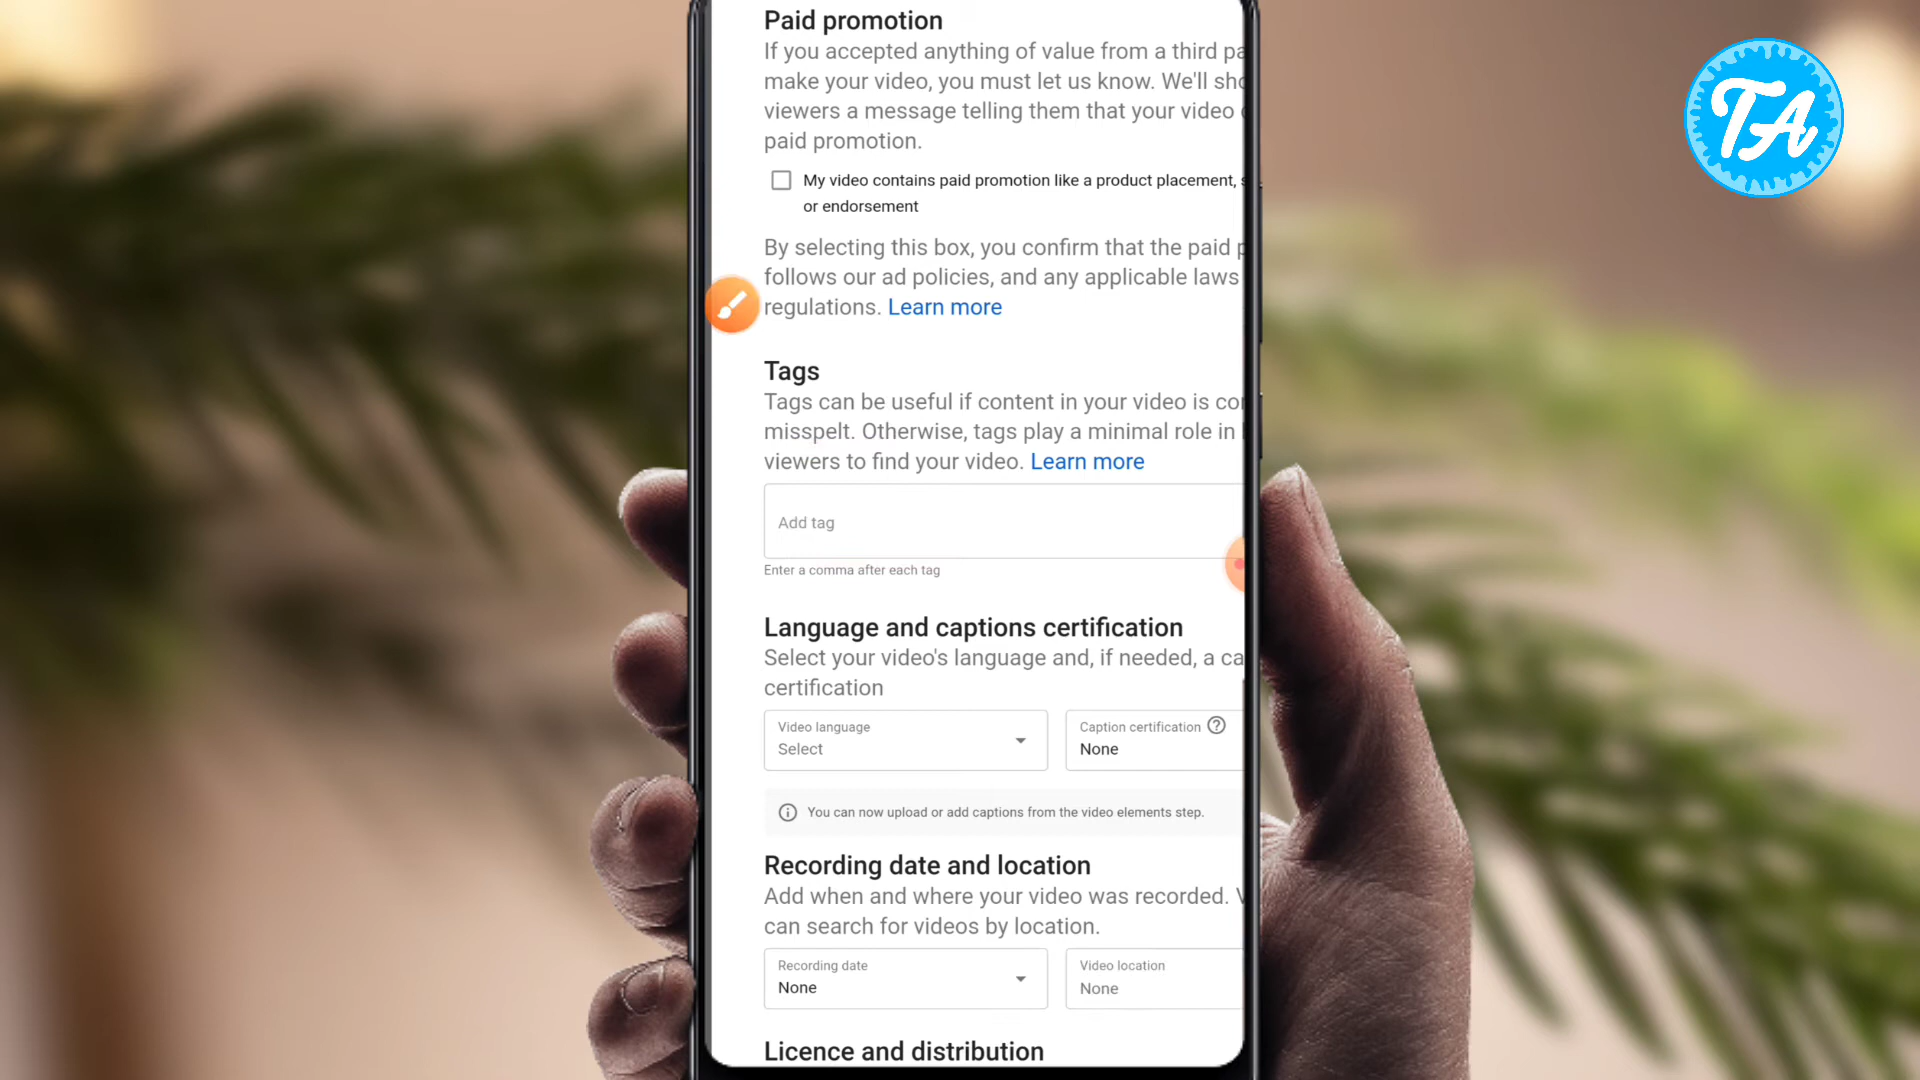 Paid promotion
If you accepted anything of value from a third pa
make your video, you must let us know. We'll sho
viewers a message telling them that your video
paid promotion.
My video contains paid promotion like a product placement, s
or endorsement
By selecting this box, you confirm that the paid p
follows our ad policies, and any applicable laws
regulations. Learn more
Tags
Tags can be useful if content in your video is co
misspelt. Otherwise, tags play a minimal role in
viewers to find your video. Learn more
Add tag
Enter a comma after each tag
Language and captions certification
Select your video's language and, if needed, a ca
certification
Video language
Select
Caption certification
None
You can now upload or add captions from the video elements step.
Recording date and location
Add when and where your video was recorded. V
can search for videos by location.
Recording date
None
Video location
None
Licence and distribution
TA